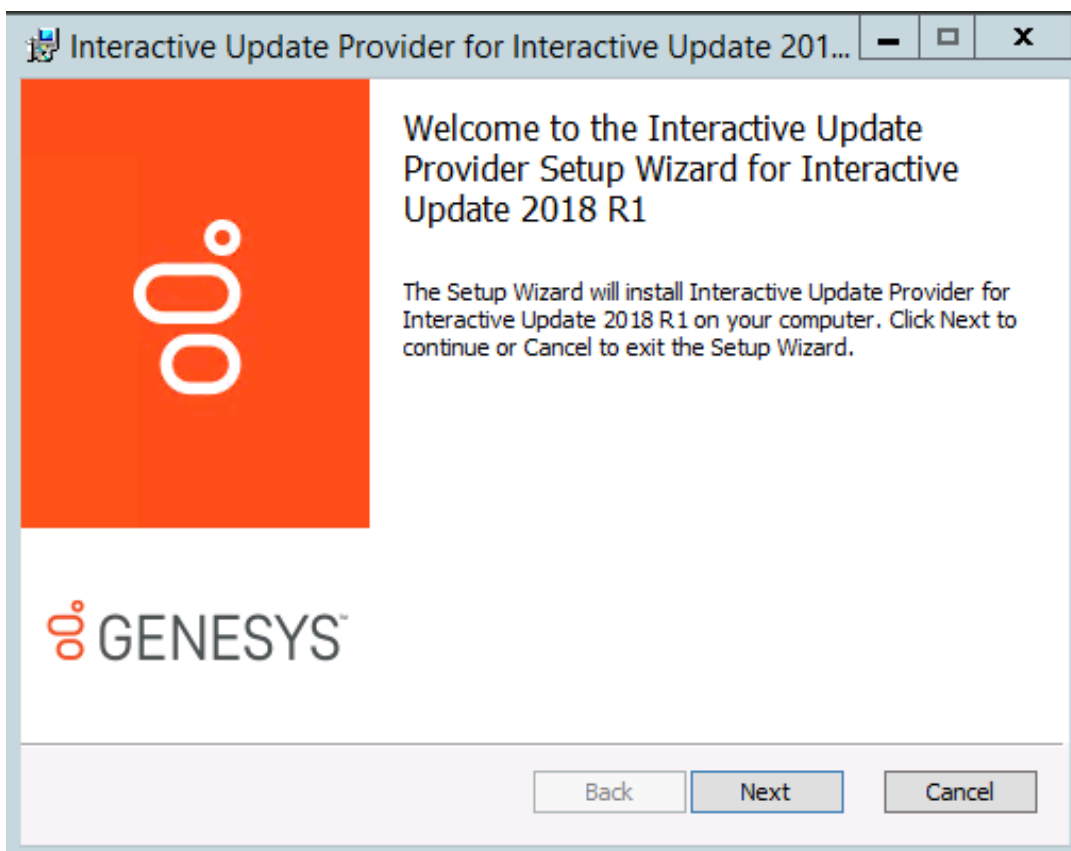 Interactive Update Provider for Interactive Update 201...
Welcome to the Interactive Update
Provider Setup Wizard for Interactive
Update 2018 R1
The Setup Wizard will install Interactive Update Provider for
Interactive Update 2018 R1 on your computer. Click Next to
continue or Cancel to exit the Setup Wizard.
GENESYS™
Back Next Cancel